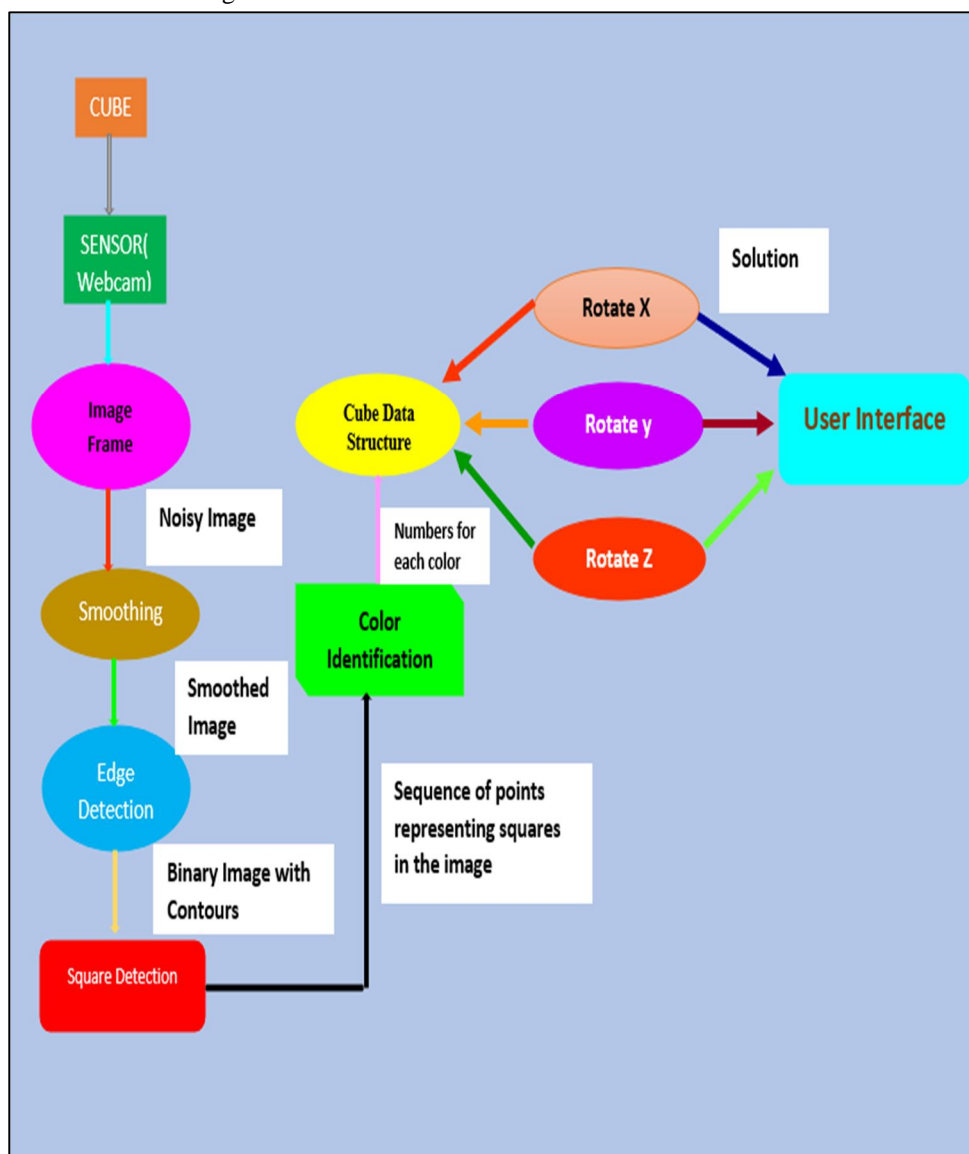 CUBE
SENSOR(
Webcam)
Image
Frame
Noisy Image
Smoothing
Smoothed
Image
Edge
Detection
Binary Image with
Contours
Square Detection
Sequence of points
representing squares
in the image
Color
Identification
Numbers for
each color
Cube Data
Structure
Rotate X
Rotate y
Rotate Z
Solution
User Interface